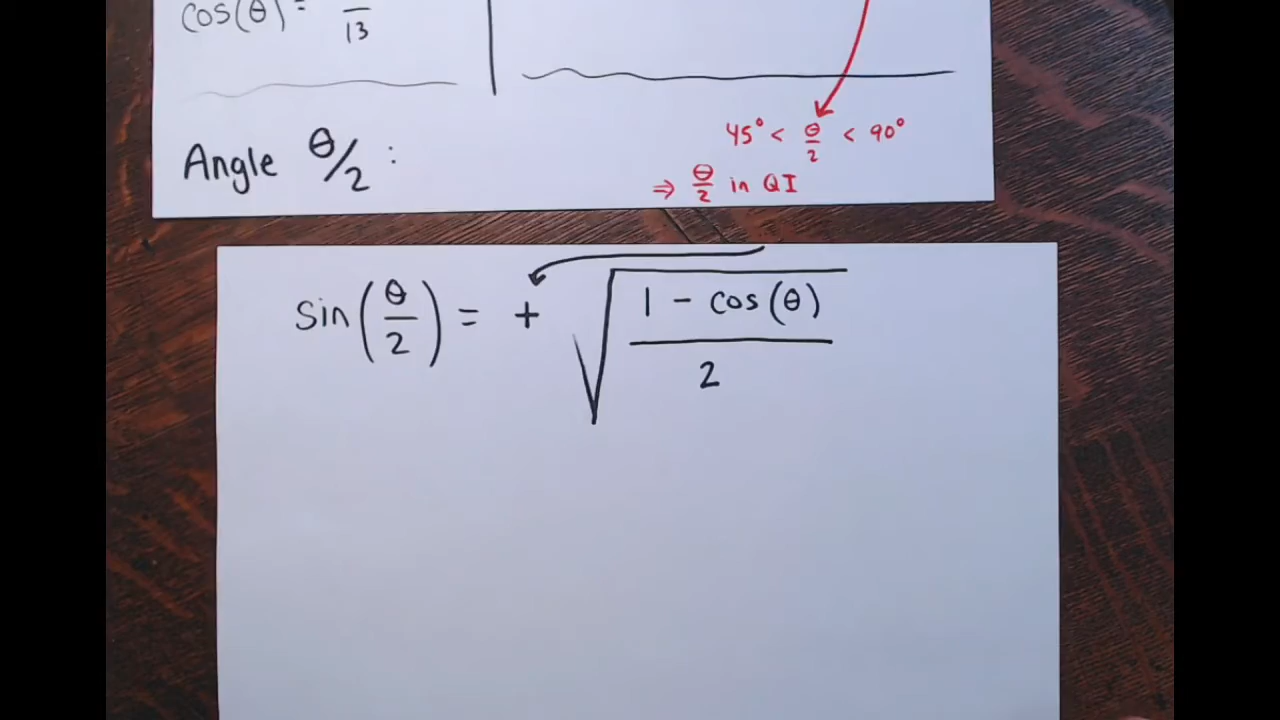 cos(θ) = — 13
45° < θ/2 < 90°
Angle θ/2 :
⇒ θ/2 in QI
sin(θ/2) = + √((1 - cos(θ))/2)